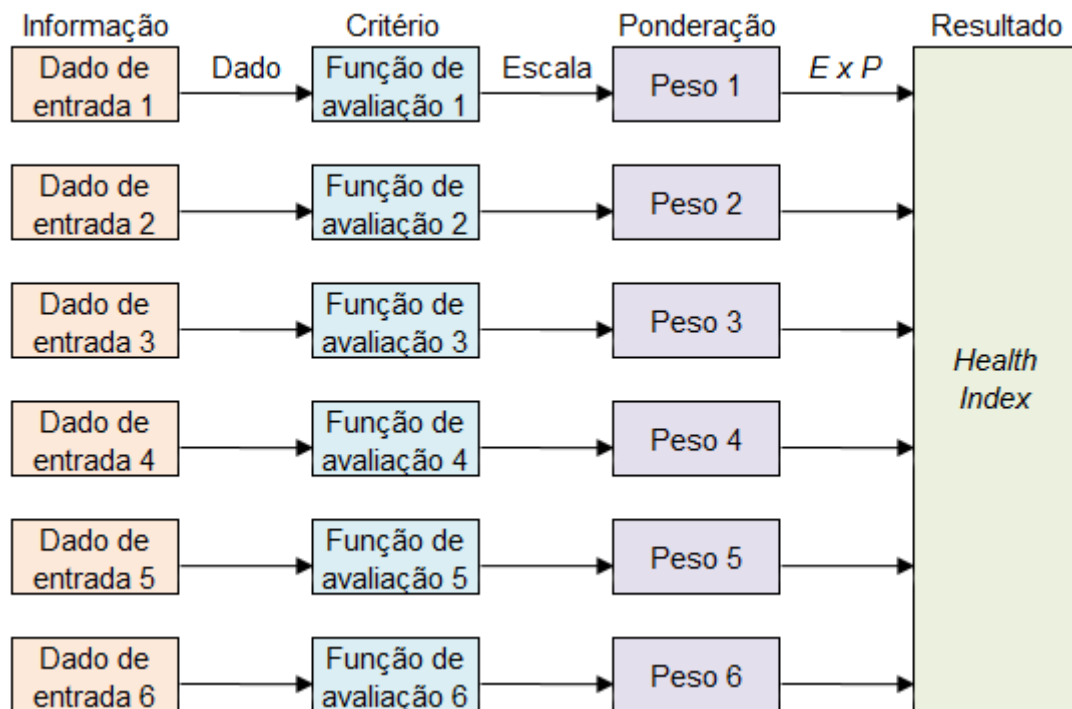 Informação Critério Ponderação Resultado
Dado de Dado Função de Escala Peso 1 E x P
entrada 1 avaliação 1
Dado de Função de Peso 2
entrada 2 avaliação 2
Dado de Função de Peso 3
entrada 3 avaliação 3
Health
Index
Dado de Função de Peso 4
entrada 4 avaliação 4
Dado de Função de Peso 5
entrada 5 avaliação 5
Dado de Função de Peso 6
entrada 6 avaliação 6